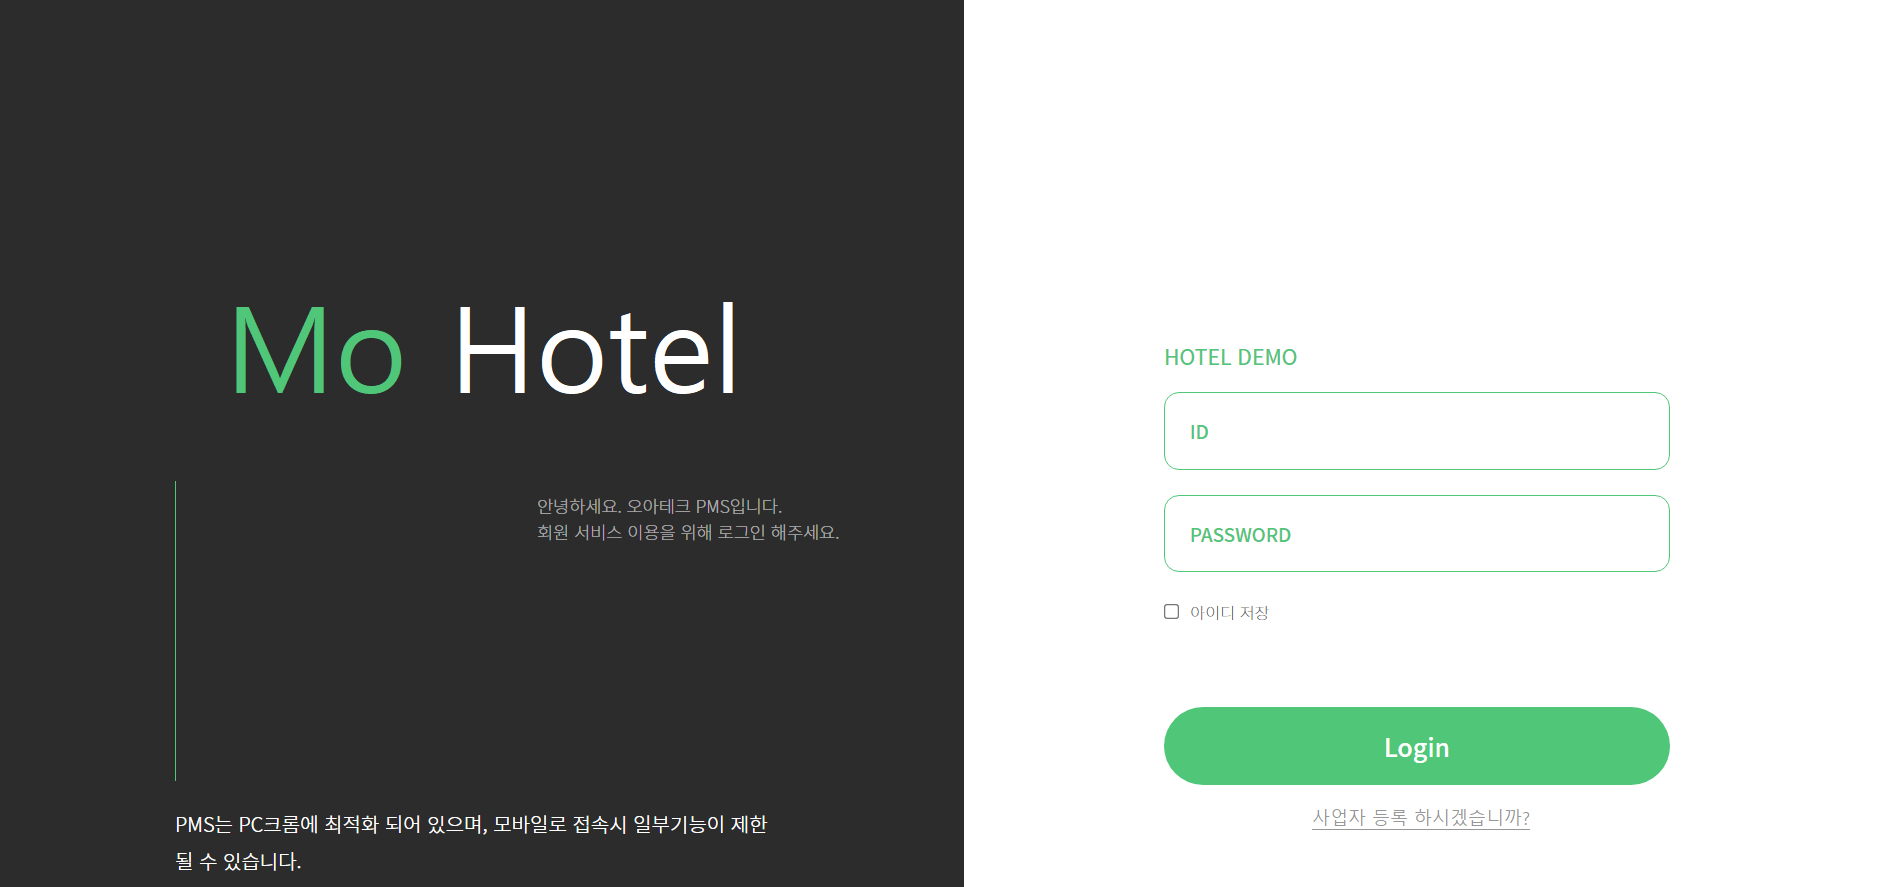 Mo Hotel
안녕하세요. 오아테크 PMS입니다.
회원 서비스 이용을 위해 로그인 해주세요.
PMS는 PC크롬에 최적화 되어 있으며, 모바일로 접속시 일부기능이 제한
될 수 있습니다.
HOTEL DEMO
ID
PASSWORD
아이디 저장
Login
사업자 등록 하시겠습니까?